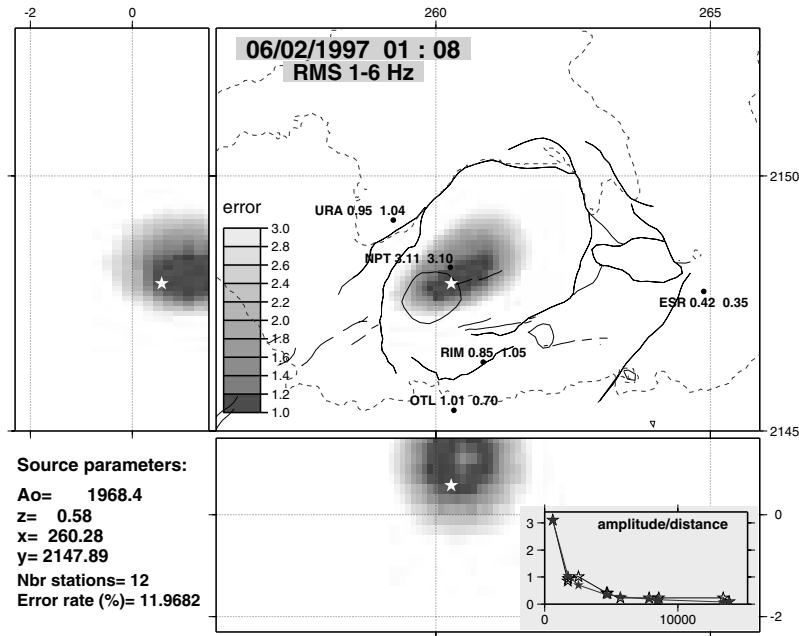 -2 0 260 265
06/02/1997 01 : 08
RMS 1-6 Hz
2150
error
URA 0.95 1.04
3.0
2.8
2.6
2.4
2.2
2.0
1.8
1.6
1.4
1.2
1.0
NPT 3.11 3.10
ESR 0.42 0.35
RIM 0.85 1.05
OTL 1.01 0.70
2145
Source parameters:
Ao= 1968.4
z= 0.58
x= 260.28
y= 2147.89
Nbr stations= 12
Error rate (%)= 11.9682
0
-2
amplitude/distance
3
2
1
0
0 10000